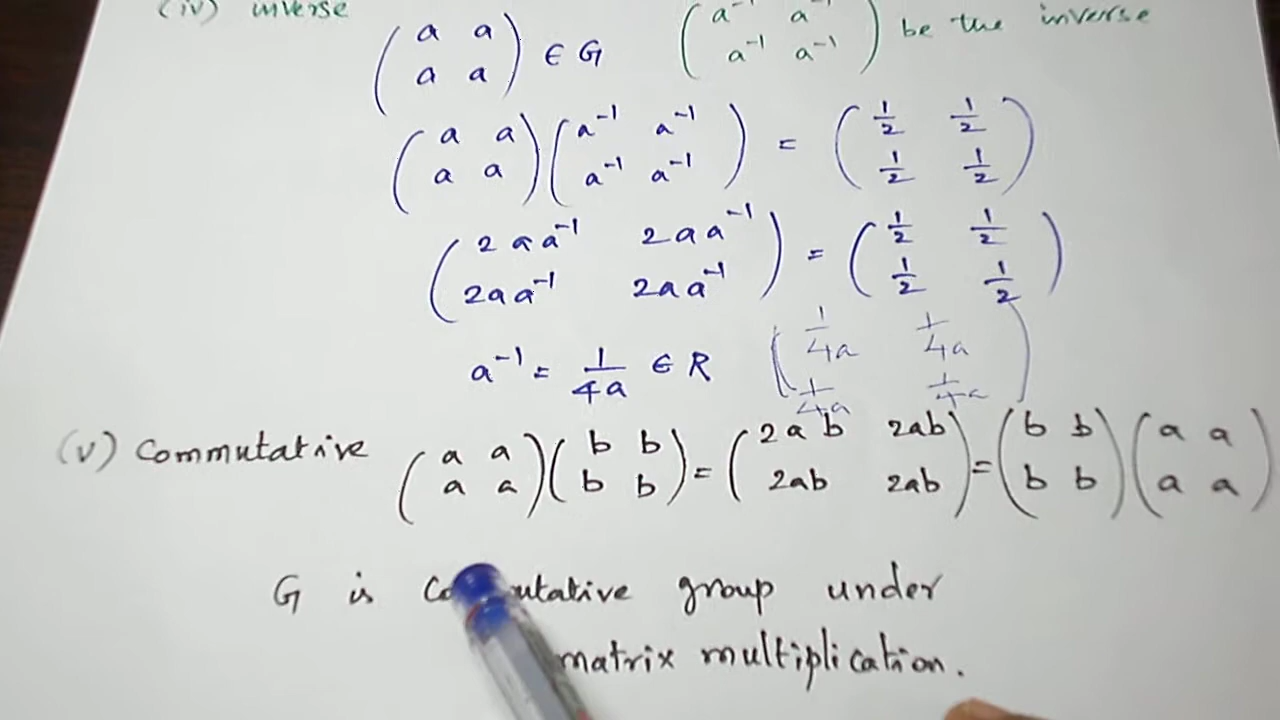 (iv) inverse
(a a
a a) ∈ G (a⁻¹ a⁻¹
a⁻¹ a⁻¹) be the inverse
(a a
a a)(a⁻¹ a⁻¹
a⁻¹ a⁻¹) = (1/2 1/2
1/2 1/2)
(2aa⁻¹ 2aa⁻¹
2aa⁻¹ 2aa⁻¹) = (1/2 1/2
1/2 1/2)
a⁻¹ = 1/4a ∈ R (1/4a 1/4a
1/4a 1/4a)
(v) Commutative (a a
a a)(b b
b b) = (2ab 2ab
2ab 2ab) = (b b
b b)(a a
a a)
G is utative group under
matrix multiplication.